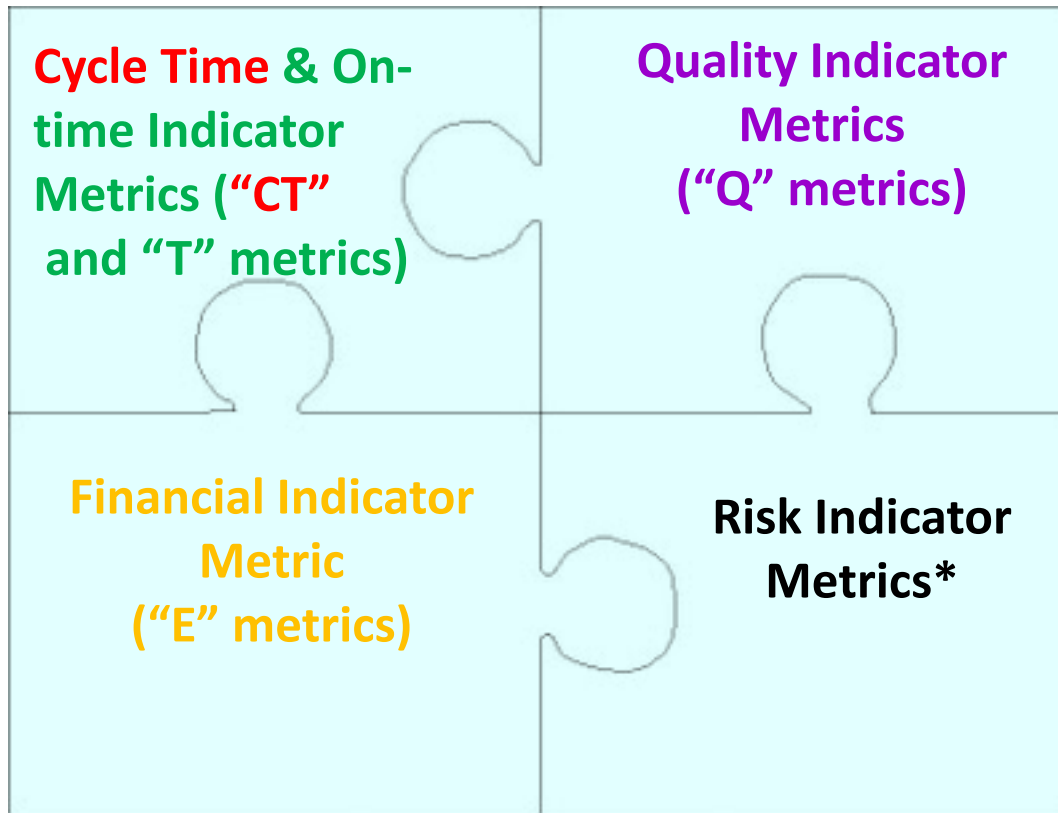 Cycle Time & On-
time Indicator
Metrics (“CT”
and “T” metrics)
Quality Indicator
Metrics
(“Q” metrics)
Financial Indicator
Metric
(“E” metrics)
Risk Indicator
Metrics*